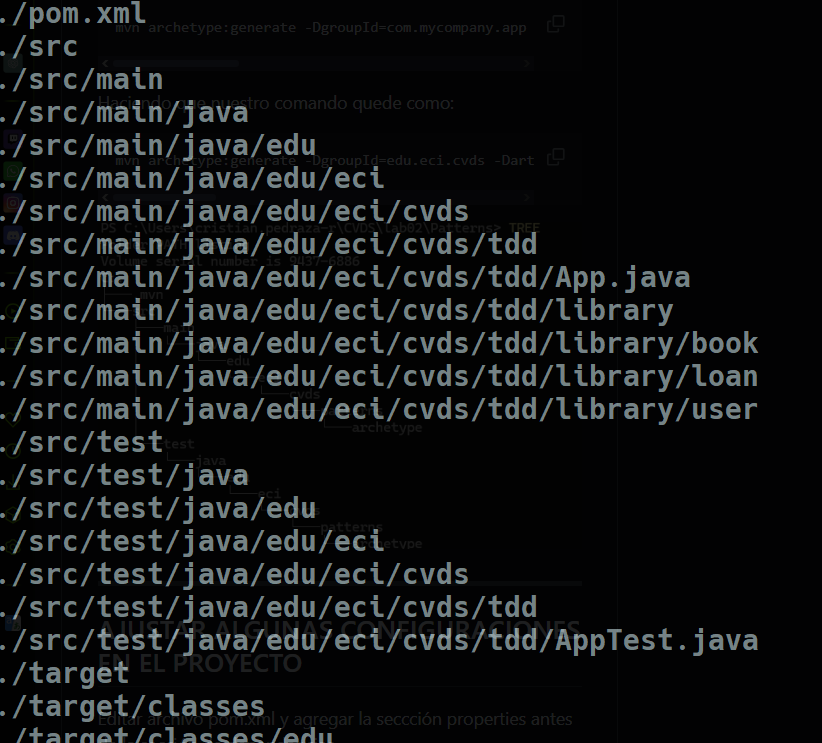 ./pom.xml
mvn archetype:generate -DgroupId=com.mycompany.app
./src
./src/main
Haciendo que nuestro comando quede como:
./src/main/java
./src/main/java/edu
mvn archetype:generate -DgroupId=edu.eci.cvds -Dart
./src/main/java/edu/eci
./src/main/java/edu/eci/cvds
PS C:\Users\cristian.pedraza-r\CVDS\lab02\Patterns> TREE
./src/main/java/edu/eci/cvds/tdd
Volume serial number is 9437-6886
./src/main/java/edu/eci/cvds/tdd/App.java
mvn
./src/main/java/edu/eci/cvds/tdd/library
main
./src/main/java/edu/eci/cvds/tdd/library/book
edu
./src/main/java/edu/eci/cvds/tdd/library/loan
cvds
./src/main/java/edu/eci/cvds/tdd/library/user
archetype
./src/test
test
java
./src/test/java
eci
./src/test/java/edu
patterns
./src/test/java/edu/eci
archetype
./src/test/java/edu/eci/cvds
./src/test/java/edu/eci/cvds/tdd
AJUSTAR ALGUNAS CONFIGURACIONES
./src/test/java/edu/eci/cvds/tdd/AppTest.java
EN EL PROYECTO
./target
./target/classes
Editar archivo pom.xml y agregar la seccción properties antes
./target/classes/edu